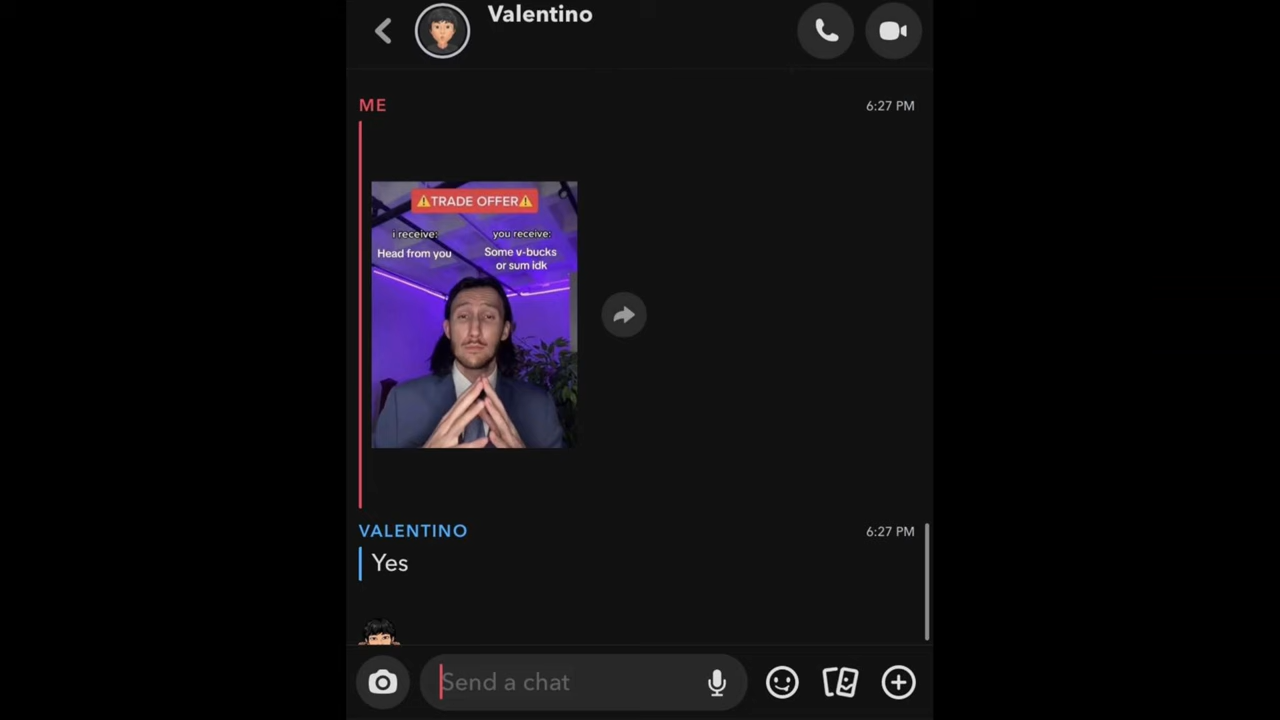 Valentino
ME 6:27 PM
⚠TRADE OFFER⚠
i receive: you receive:
Head from you Some v-bucks
or sum idk
VALENTINO 6:27 PM
Yes
Send a chat